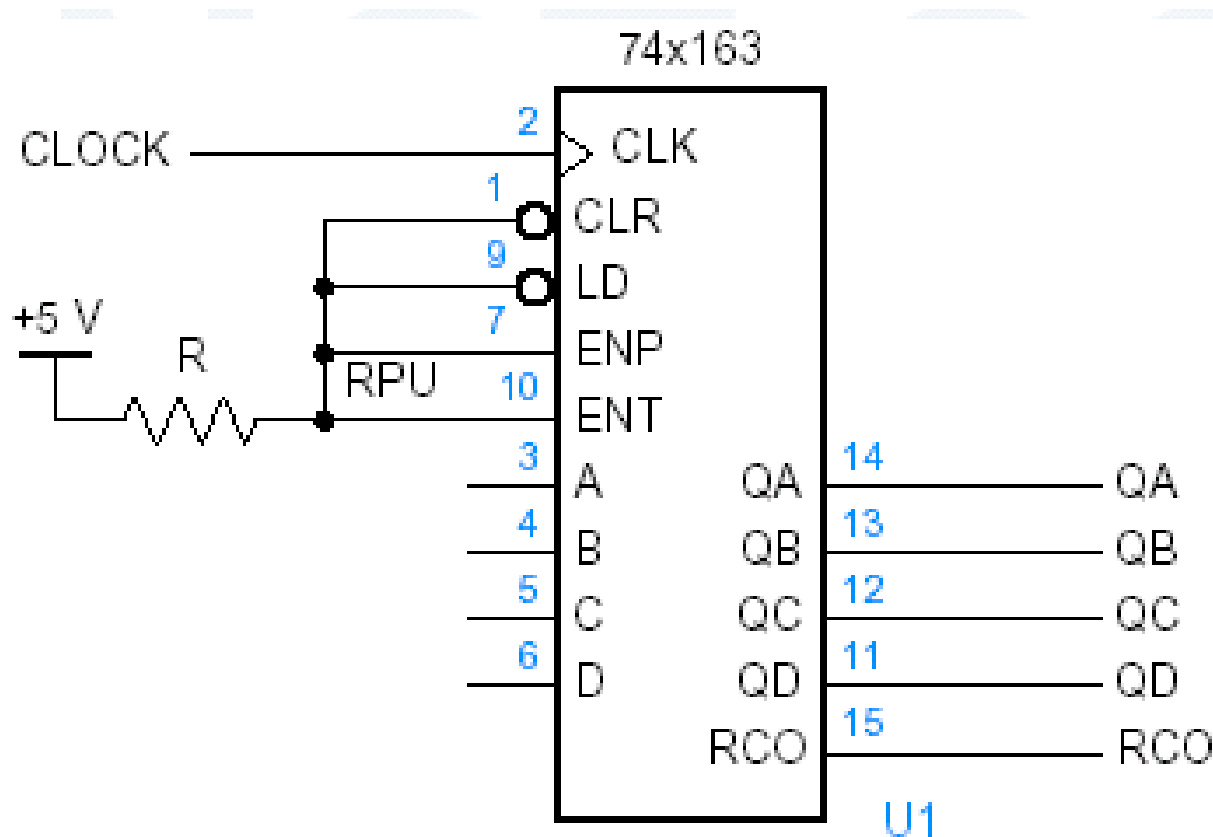 74x163
2
CLOCK
CLK
1
CLR
9
LD
+5 V
7
R
ENP
RPU
10
ENT
3
A
QA
14
QA
4
B
QB
13
QB
5
C
QC
12
QC
6
D
QD
11
QD
RCO
15
RCO
U1